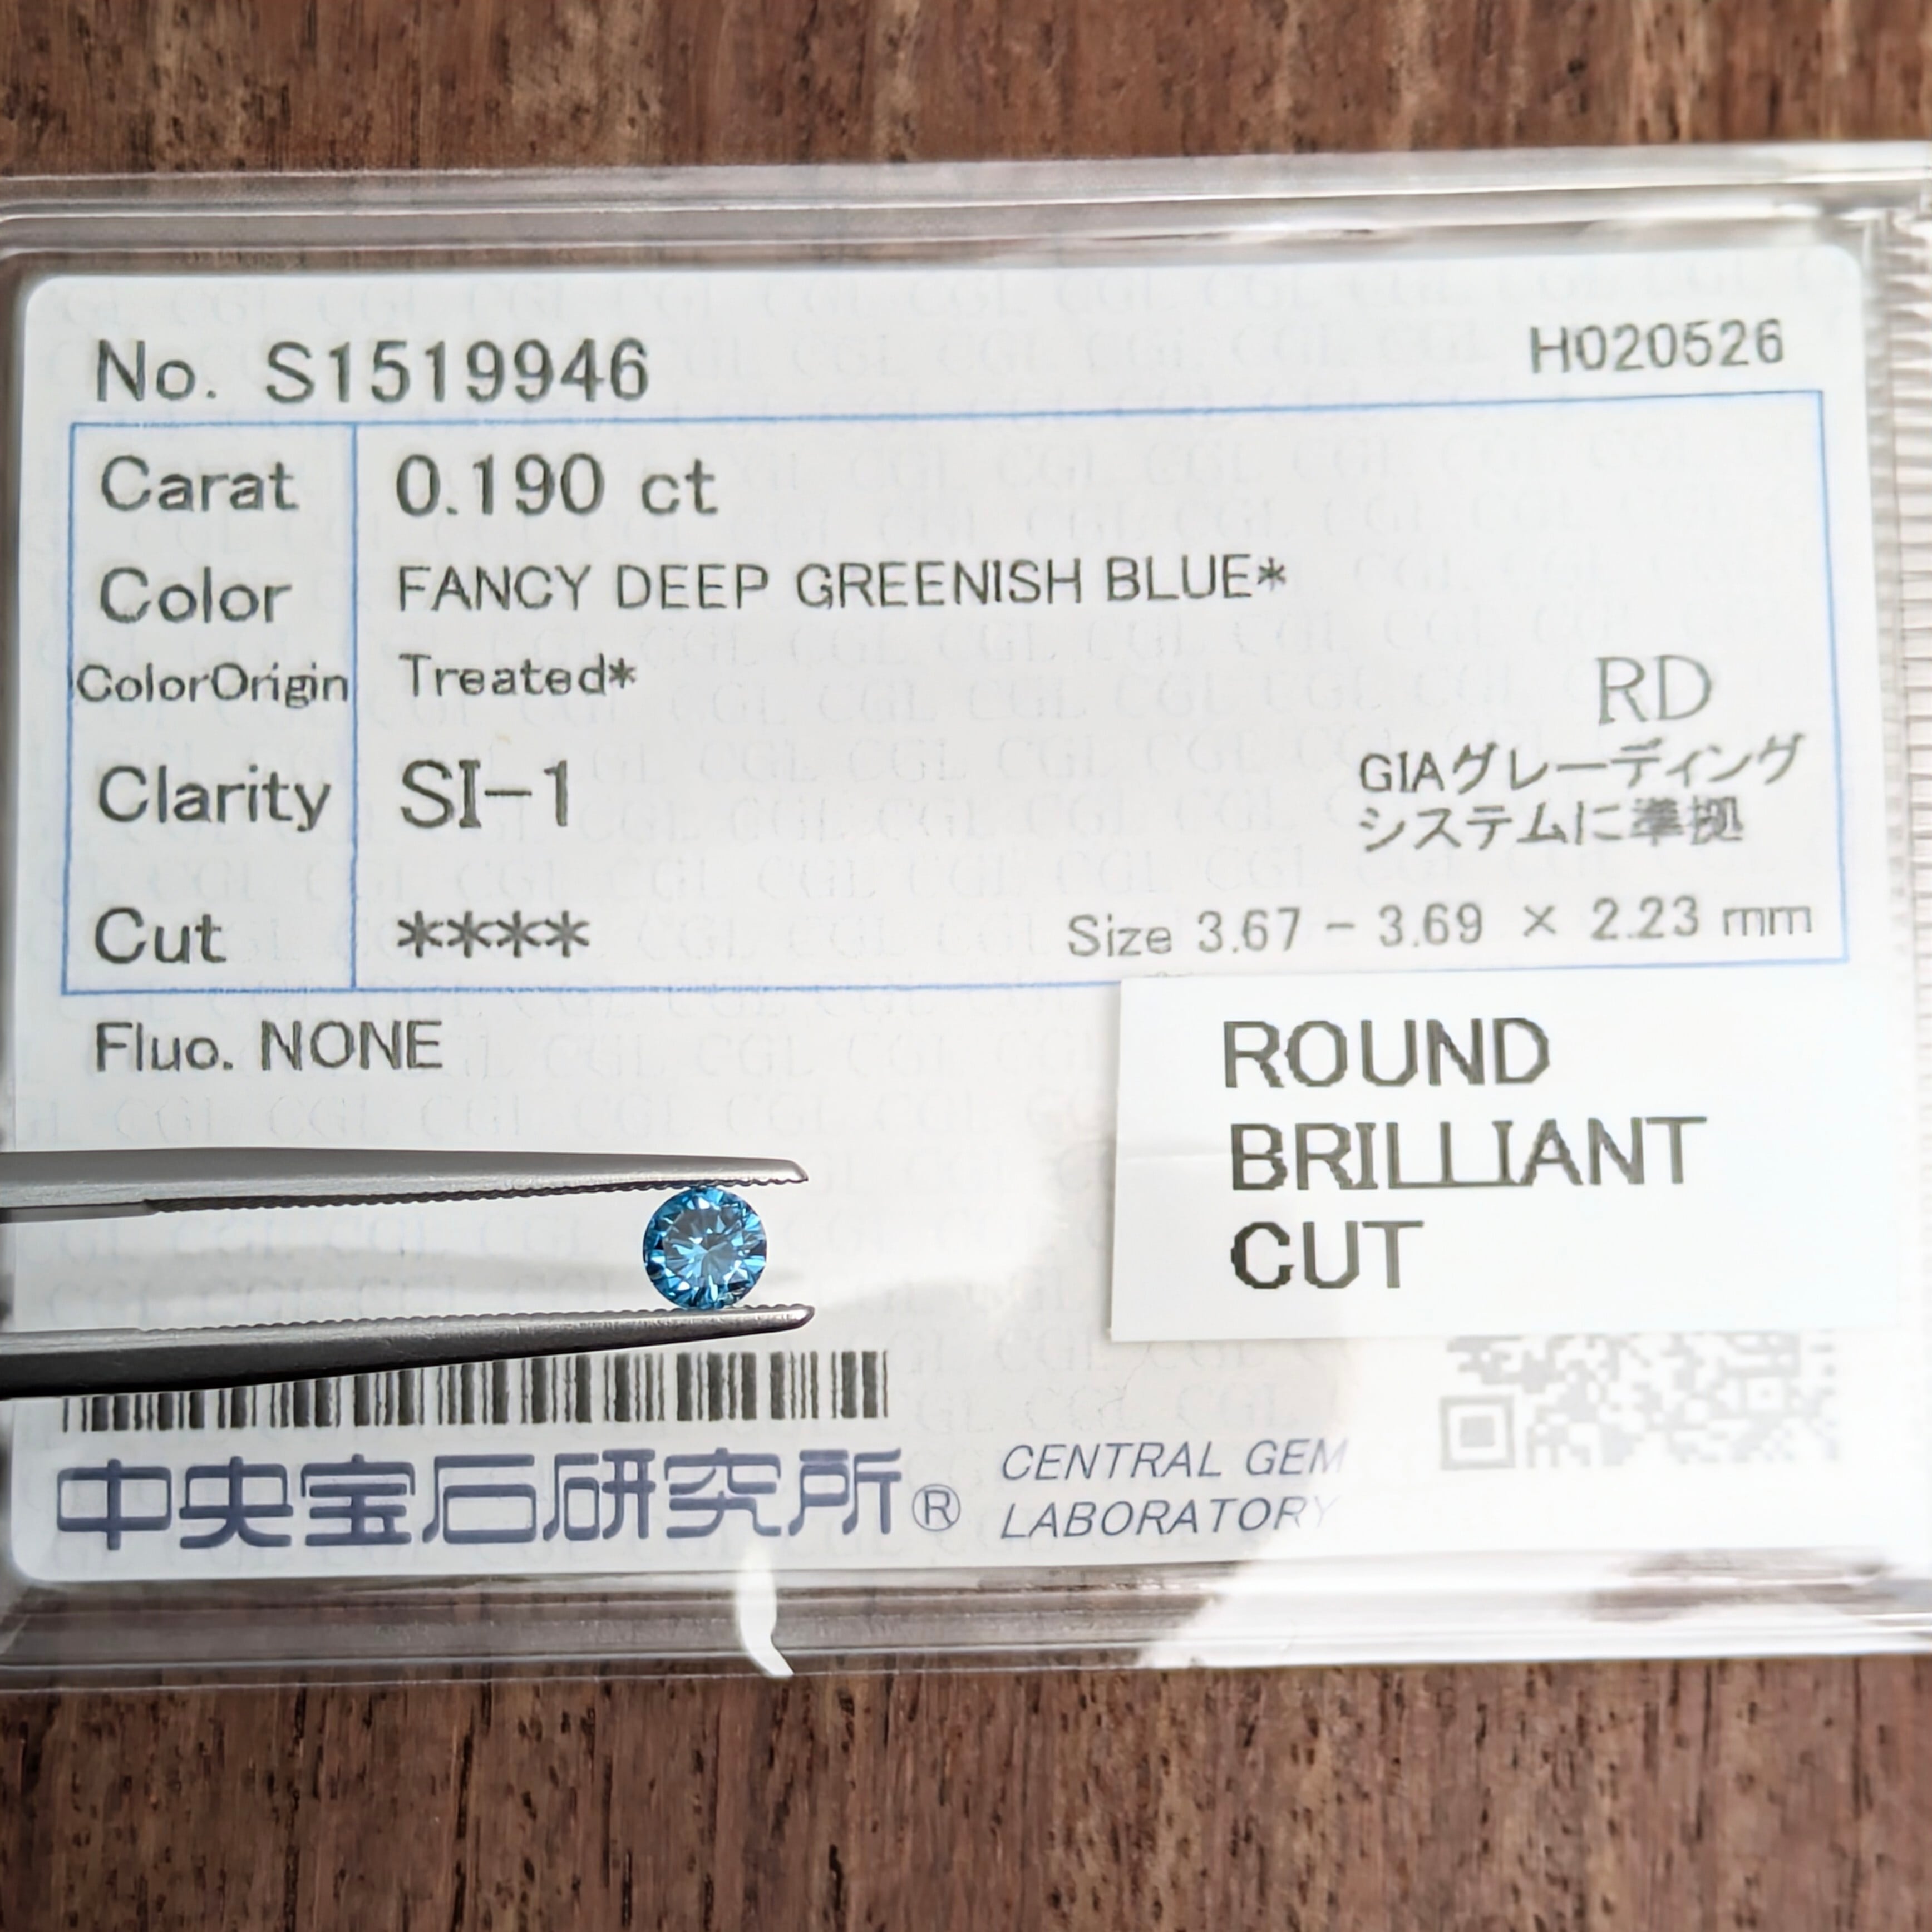 No. S1519946
H020526
Carat 0.190 ct
Color FANCY DEEP GREENISH BLUE*
ColorOrigin Treated*
RD
Clarity SI-1
GIAグレーディング
システムに準拠
Cut ****
Size 3.67 - 3.69 × 2.23 mm
Fluo. NONE
ROUND
BRILLIANT
CUT
中央宝石研究所®
CENTRAL GEM
LABORATORY